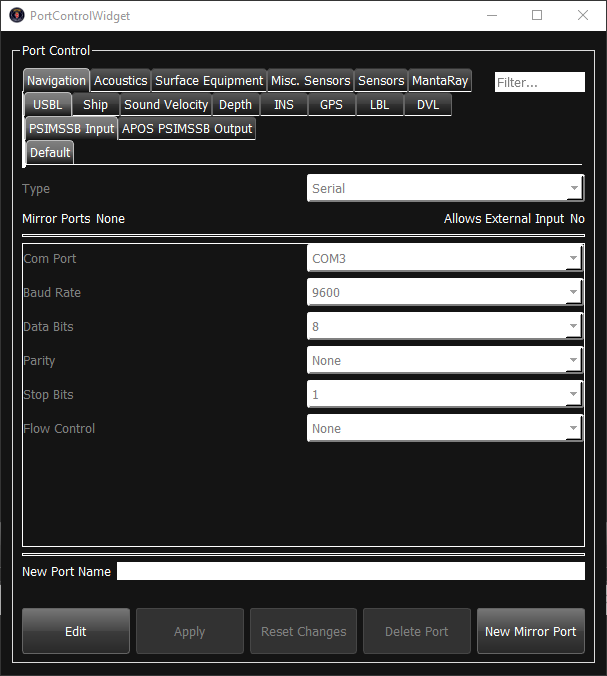 PortControlWidget
Port Control
Navigation Acoustics Surface Equipment Misc. Sensors Sensors MantaRay Filter...
USBL Ship Sound Velocity Depth INS GPS LBL DVL
PSIMSSB Input APOS PSIMSSB Output
Default
Type Serial
Mirror Ports None Allows External Input No
Com Port COM3
Baud Rate 9600
Data Bits 8
Parity None
Stop Bits 1
Flow Control None
New Port Name
Edit Apply Reset Changes Delete Port New Mirror Port